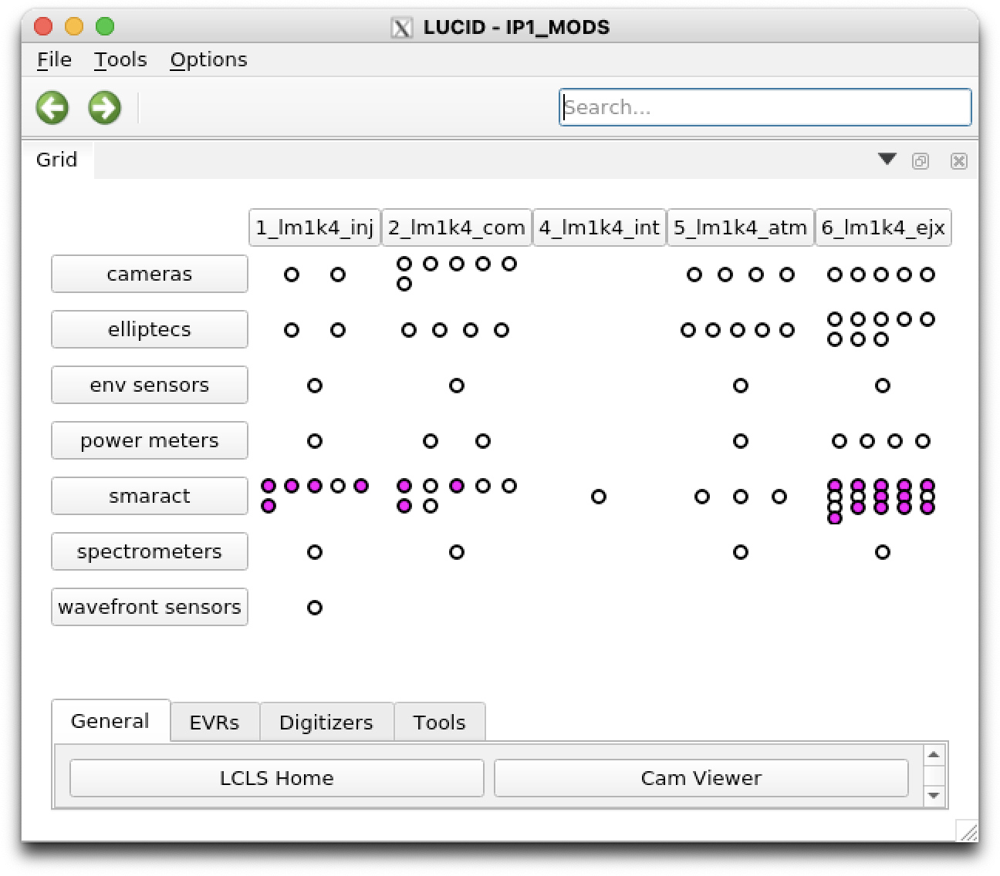 LUCID - IP1_MODS
File Tools Options
Search...
Grid
1_lm1k4_inj 2_lm1k4_com 4_lm1k4_int 5_lm1k4_atm 6_lm1k4_ejx
cameras
elliptecs
env sensors
power meters
smaract
spectrometers
wavefront sensors
General EVRs Digitizers Tools
LCLS Home Cam Viewer